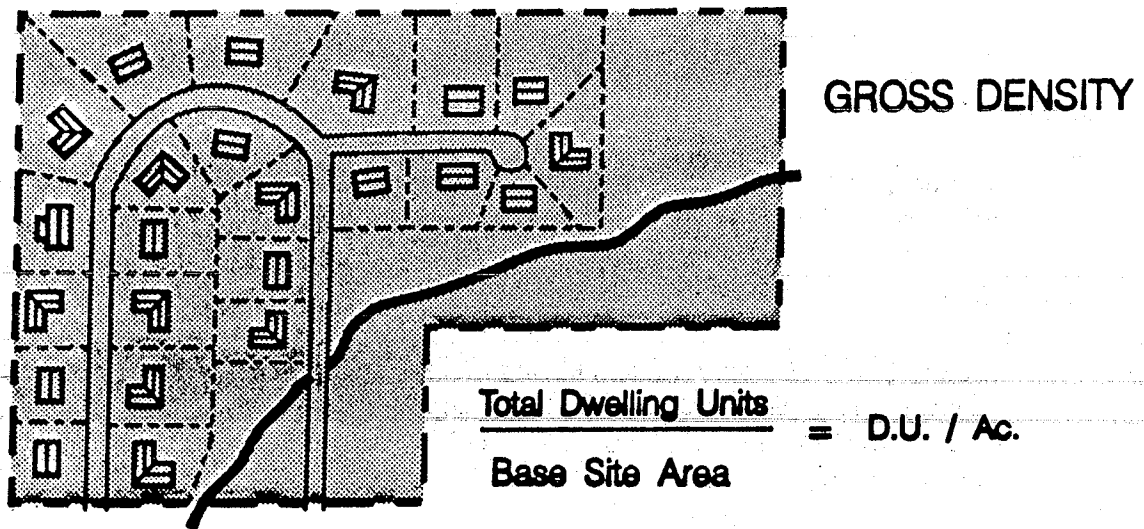 GROSS DENSITY
Total Dwelling Units
Base Site Area
= D.U. / Ac.